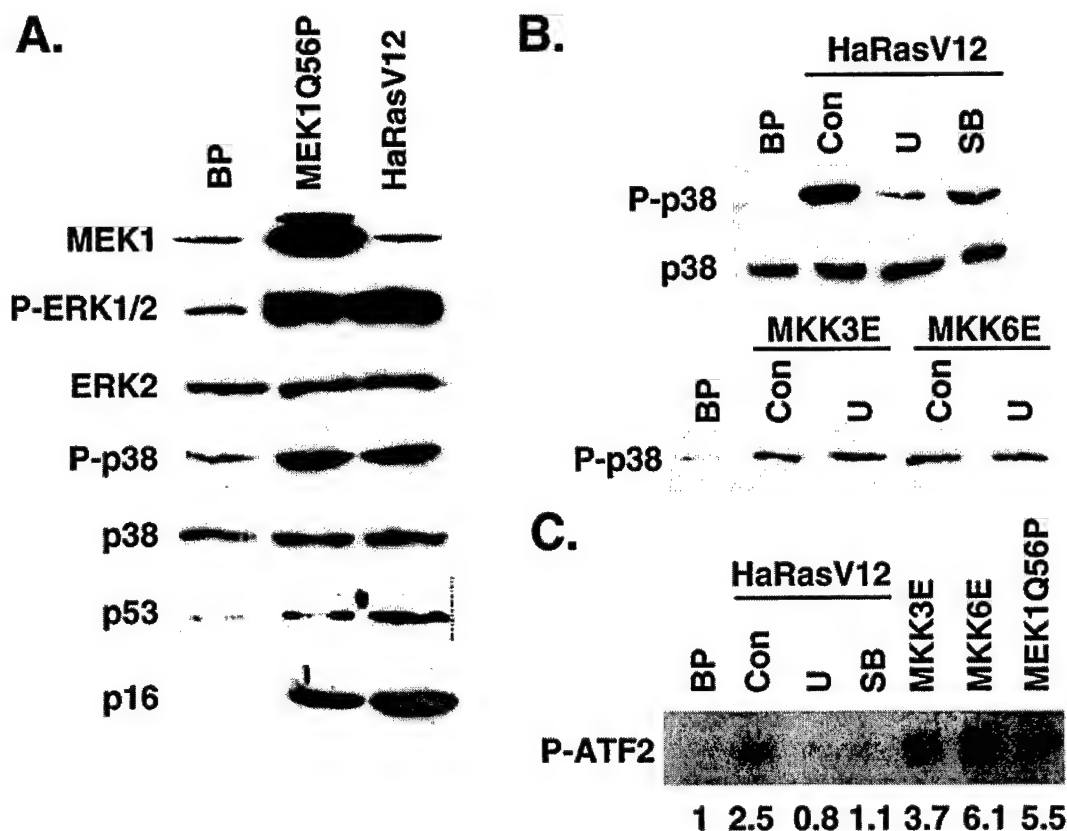 A.
BP
MEK1Q56P
HaRasV12
MEK1
P-ERK1/2
ERK2
P-p38
p38
p53
p16
B.
HaRasV12
BP
Con
U
SB
P-p38
p38
MKK3E
MKK6E
BP
Con
U
Con
U
P-p38
C.
HaRasV12
BP
Con
U
SB
MKK3E
MKK6E
MEK1Q56P
P-ATF2
1 2.5 0.8 1.1 3.7 6.1 5.5